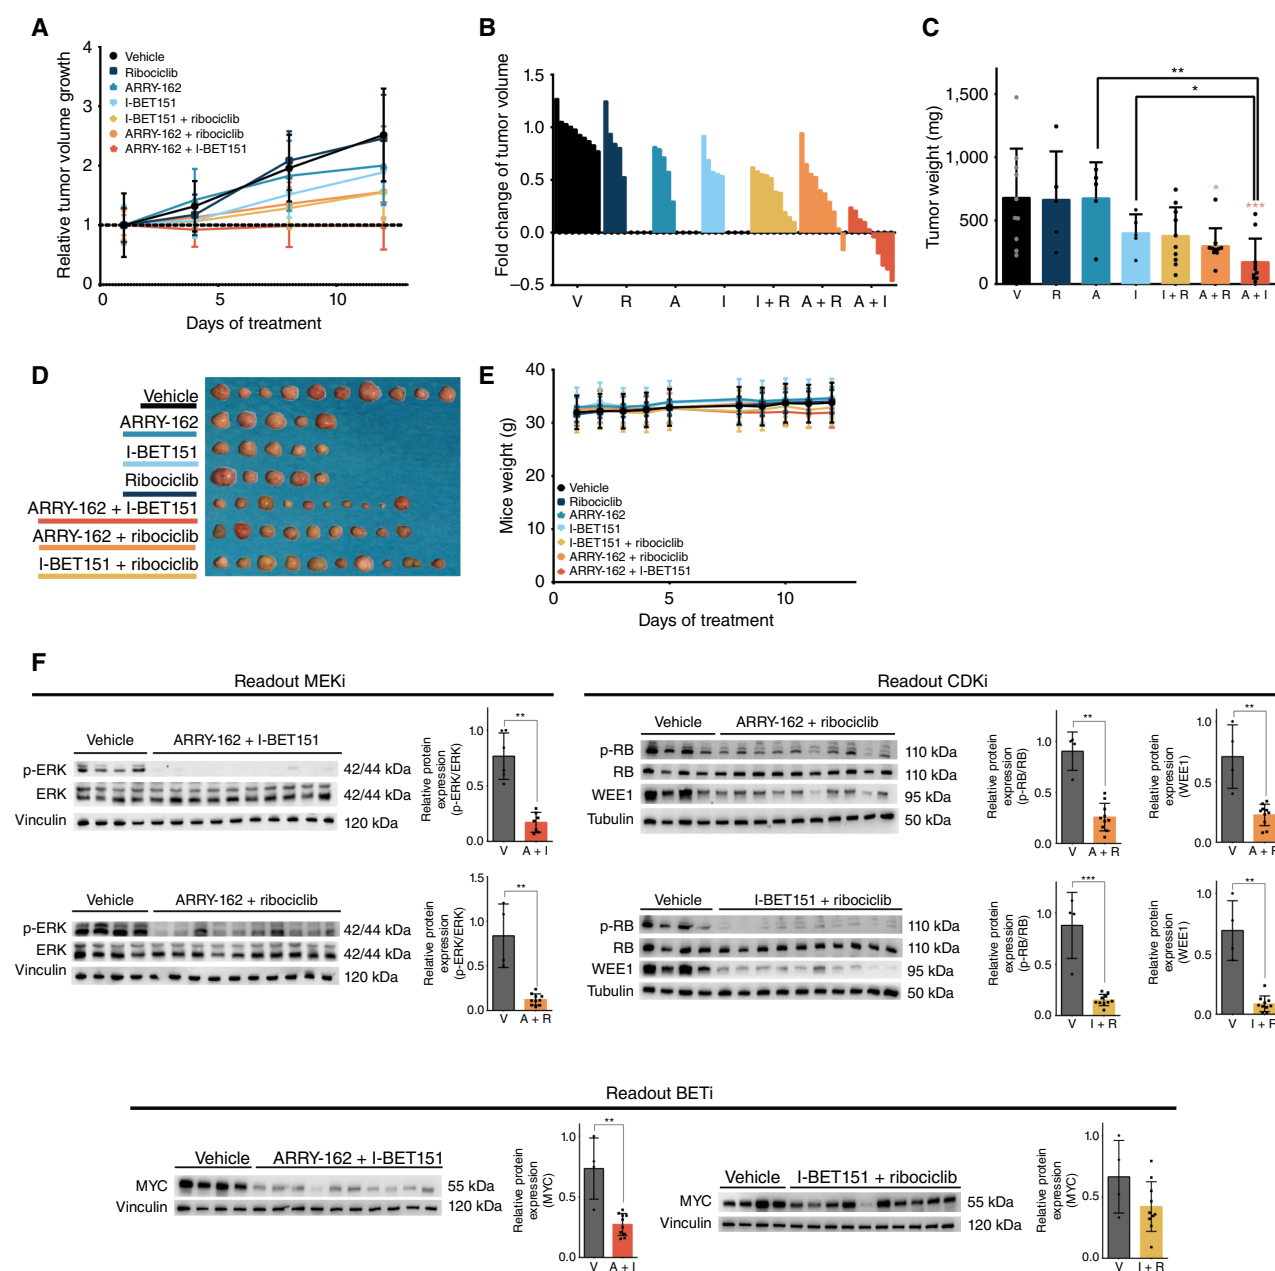 A
Relative tumor volume growth
4
3
2
1
0
0
5
10
Days of treatment
Vehicle
Ribociclib
ARRY-162
I-BET151
I-BET151 + ribociclib
ARRY-162 + ribociclib
ARRY-162 + I-BET151
B
Fold change of tumor volume
1.5
1.0
0.5
0.0
−0.5
V R A I I + R A + R A + I
C
Tumor weight (mg)
1,500
1,000
500
0
**
*
*
***
V R A I I + R A + R A + I
D
Vehicle
ARRY-162
I-BET151
Ribociclib
ARRY-162 + I-BET151
ARRY-162 + ribociclib
I-BET151 + ribociclib
E
Mice weight (g)
40
30
20
10
0
0
5
10
Days of treatment
Vehicle
Ribociclib
ARRY-162
I-BET151
I-BET151 + ribociclib
ARRY-162 + ribociclib
ARRY-162 + I-BET151
F
Readout MEKi
Vehicle ARRY-162 + I-BET151
p-ERK 42/44 kDa
ERK 42/44 kDa
Vinculin 120 kDa
Relative protein
expression
(p-ERK/ERK)
1.0
0.5
0.0
**
V A + I
Vehicle ARRY-162 + ribociclib
p-ERK 42/44 kDa
ERK 42/44 kDa
Vinculin 120 kDa
Relative protein
expression
(p-ERK/ERK)
1.5
1.0
0.5
0.0
**
V A + R
Readout CDKi
Vehicle ARRY-162 + ribociclib
p-RB 110 kDa
RB 110 kDa
WEE1 95 kDa
Tubulin 50 kDa
Relative protein
expression
(p-RB/RB)
1.0
0.5
0.0
**
V A + R
Relative protein
expression
(WEE1)
1.0
0.5
0.0
**
V A + R
Vehicle I-BET151 + ribociclib
p-RB 110 kDa
RB 110 kDa
WEE1 95 kDa
Tubulin 50 kDa
Relative protein
expression
(p-RB/RB)
1.0
0.5
0.0
***
V I + R
Relative protein
expression
(WEE1)
1.0
0.5
0.0
**
V I + R
Readout BETi
Vehicle ARRY-162 + I-BET151
MYC 55 kDa
Vinculin 120 kDa
Relative protein
expression
(MYC)
1.0
0.5
0.0
**
V A + I
Vehicle I-BET151 + ribociclib
MYC 55 kDa
Vinculin 120 kDa
Relative protein
expression
(MYC)
1.0
0.5
0.0
V I + R